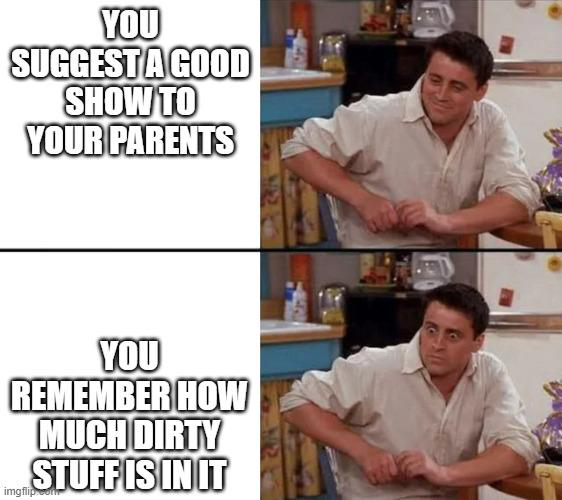 YOU
SUGGEST A GOOD
SHOW TO
YOUR PARENTS
YOU
REMEMBER HOW
MUCH DIRTY
STUFF IS IN IT
imgflip.com